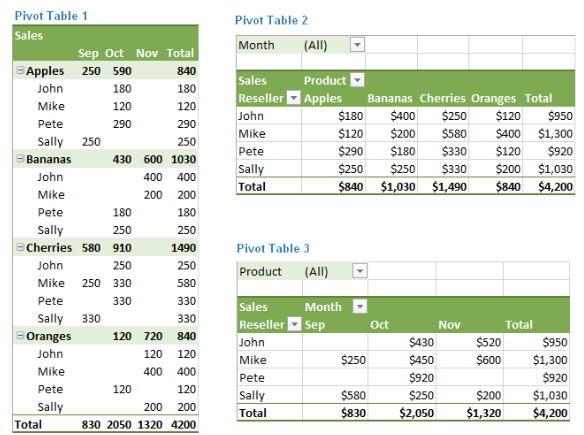 Pivot Table 1
Sales
Sep Oct Nov Total
Apples 250 590 840
John 180 180
Mike 120 120
Pete 290 290
Sally 250 250
Bananas 430 600 1030
John 400 400
Mike 200 200
Pete 180 180
Sally 250 250
Cherries 580 910 1490
John 250 250
Mike 250 330 580
Pete 330 330
Sally 330 330
Oranges 120 720 840
John 120 120
Mike 400 400
Pete 120 120
Sally 200 200
Total 830 2050 1320 4200
Pivot Table 2
Month (All)
Sales Product
Reseller Apples Bananas Cherries Oranges Total
John $180 $400 $250 $120 $950
Mike $120 $200 $580 $400 $1,300
Pete $290 $180 $330 $120 $920
Sally $250 $250 $330 $200 $1,030
Total $840 $1,030 $1,490 $840 $4,200
Pivot Table 3
Product (All)
Sales Month
Reseller Sep Oct Nov Total
John $430 $520 $950
Mike $250 $450 $600 $1,300
Pete $920 $920
Sally $580 $250 $200 $1,030
Total $830 $2,050 $1,320 $4,200